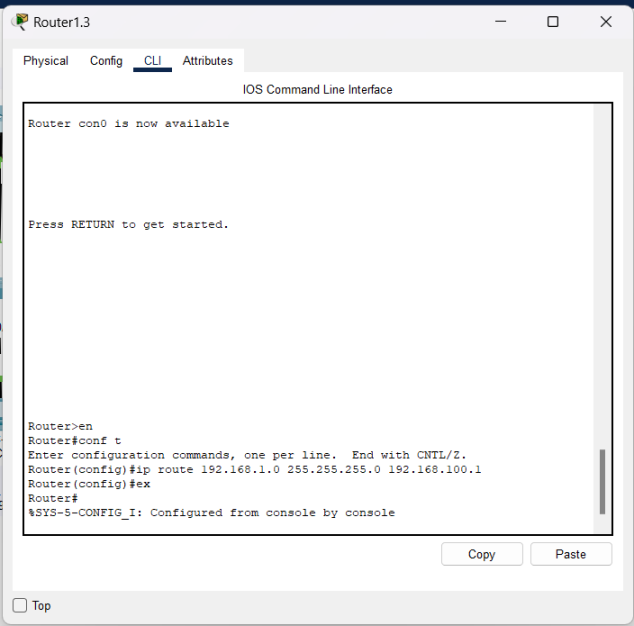 Router1.3
Physical Config CLI Attributes
IOS Command Line Interface
Router con0 is now available
Press RETURN to get started.
Router>en
Router#conf t
Enter configuration commands, one per line.  End with CNTL/Z.
Router(config)#ip route 192.168.1.0 255.255.255.0 192.168.100.1
Router(config)#ex
Router#
%SYS-5-CONFIG_I: Configured from console by console
Copy Paste
Top